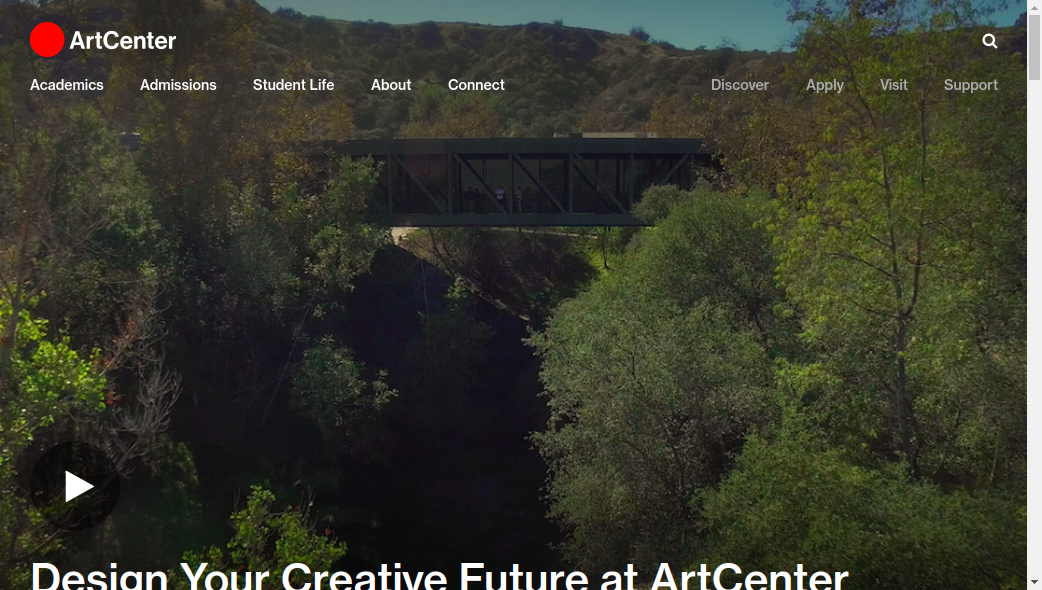 ArtCenter
Academics Admissions Student Life About Connect Discover Apply Visit Support
Design Your Creative Future at ArtCenter